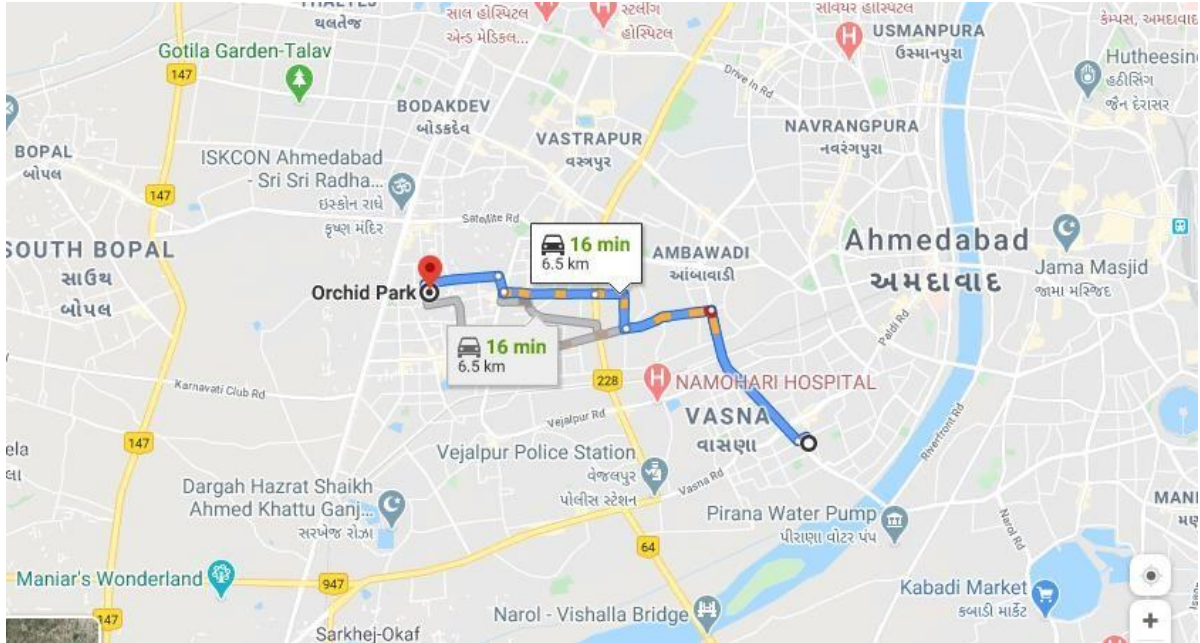 થલતેજ
સાલ હોસ્પિટલ
એન્ડ મેડિકલ...
સ્ટર્લીંગ
હોસ્પિટલ
USMANPURA
ઉસ્માનપુરા
કેમ્પસ, અમદાવાદ
Gotila Garden-Talav
147
Drive In Rd
Hutheesing
હઠીસિંગ
જૈન દેરાસર
BODAKDEV
બોડકદેવ
VASTRAPUR
વસ્ત્રાપુર
NAVRANGPURA
નવરંગપુરા
BOPAL
બોપલ
ISKCON Ahmedabad
- Sri Sri Radha...
ઇસ્કોન રાધે
કૃષ્ણ મંદિર
147
Satellite Rd
SOUTH BOPAL
સાઉથ
બોપલ
16 min
6.5 km
AMBAWADI
આંબાવાડી
Ahmedabad
અમદાવાદ
Jama Masjid
જામા મસ્જિદ
Orchid Park
16 min
6.5 km
Paldi Rd
Karnavati Club Rd
228
NAMOHARI HOSPITAL
Vejalpur Rd
VASNA
વાસણા
147
Vejalpur Police Station
વેજલપુર
પોલીસ સ્ટેશન
Vasna Rd
Riverfront Rd
Dargah Hazrat Shaikh
Ahmed Khattu Ganj...
સરખેજ રોઝા
Pirana Water Pump
પીરાણા વોટર પંપ
Narol Rd
64
Maniar's Wonderland
947
Kabadi Market
કબાડી માર્કેટ
147
Narol - Vishalla Bridge
Sarkhej-Okaf